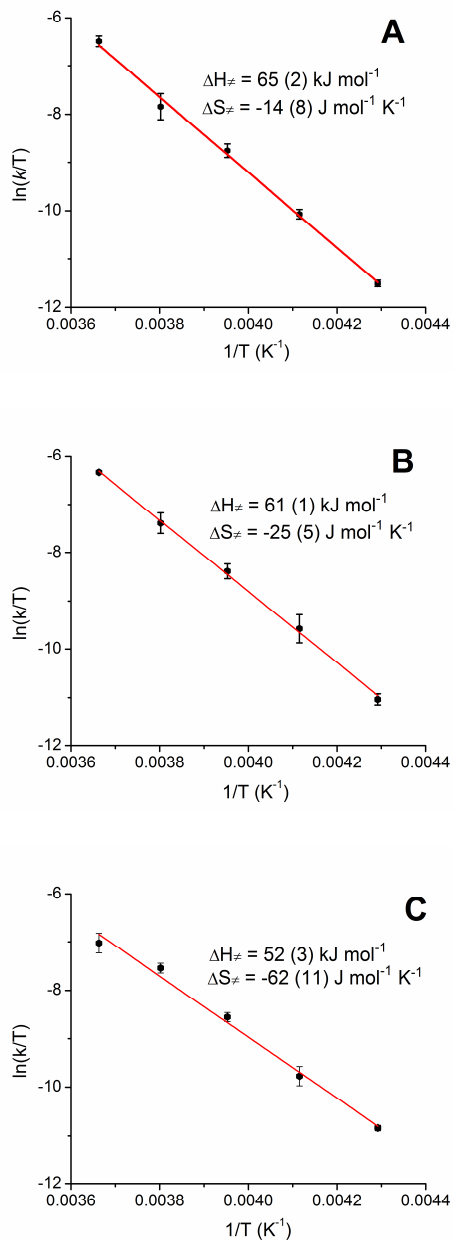 A
ΔH≠ = 65 (2) kJ mol⁻¹
ΔS≠ = -14 (8) J mol⁻¹ K⁻¹
ln(k/T)
-6
-8
-10
-12
0.0036 0.0038 0.0040 0.0042 0.0044
1/T (K⁻¹)
B
ΔH≠ = 61 (1) kJ mol⁻¹
ΔS≠ = -25 (5) J mol⁻¹ K⁻¹
ln(k/T)
-6
-8
-10
-12
0.0036 0.0038 0.0040 0.0042 0.0044
1/T (K⁻¹)
C
ΔH≠ = 52 (3) kJ mol⁻¹
ΔS≠ = -62 (11) J mol⁻¹ K⁻¹
ln(k/T)
-6
-8
-10
-12
0.0036 0.0038 0.0040 0.0042 0.0044
1/T (K⁻¹)